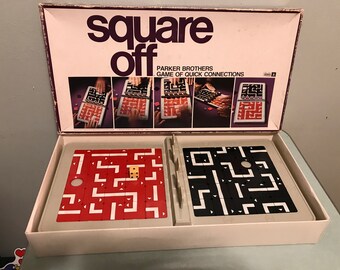 square
off
PARKER BROTHERS
GAME OF QUICK CONNECTIONS